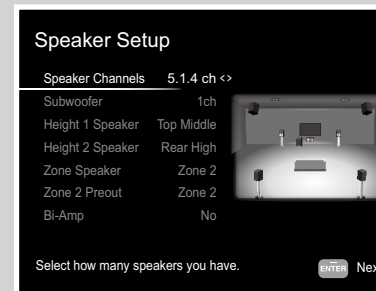 Speaker Setup
Speaker Channels 5.1.4 ch <>
Subwoofer 1ch
Height 1 Speaker Top Middle
Height 2 Speaker Rear High
Zone Speaker Zone 2
Zone 2 Preout Zone 2
Bi-Amp No
Select how many speakers you have.
ENTER Nex